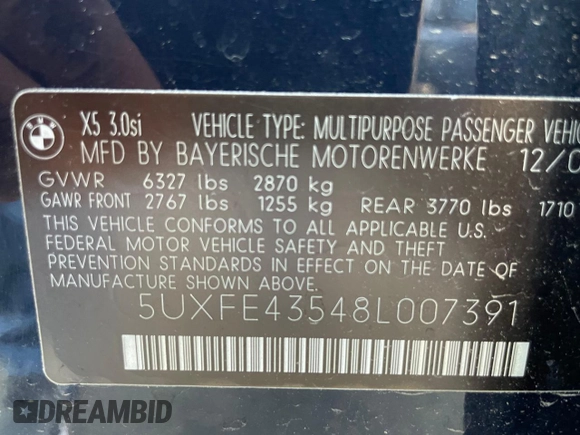 X5 3.0si VEHICLE TYPE: MULTIPURPOSE PASSENGER
MFD BY BAYERISCHE MOTORENWERKE
GVWR 6327 lbs 2870 kg
GAWR FRONT 2767 lbs 1255 kg REAR 3770 lbs 1710
THIS VEHICLE CONFORMS TO ALL APPLICABLE U.S.
FEDERAL MOTOR VEHICLE SAFETY AND THEFT
PREVENTION STANDARDS IN EFFECT ON THE DATE OF
MANUFACTURE SHOWN ABOVE.
5UXFE43548L007391
DREAMBID